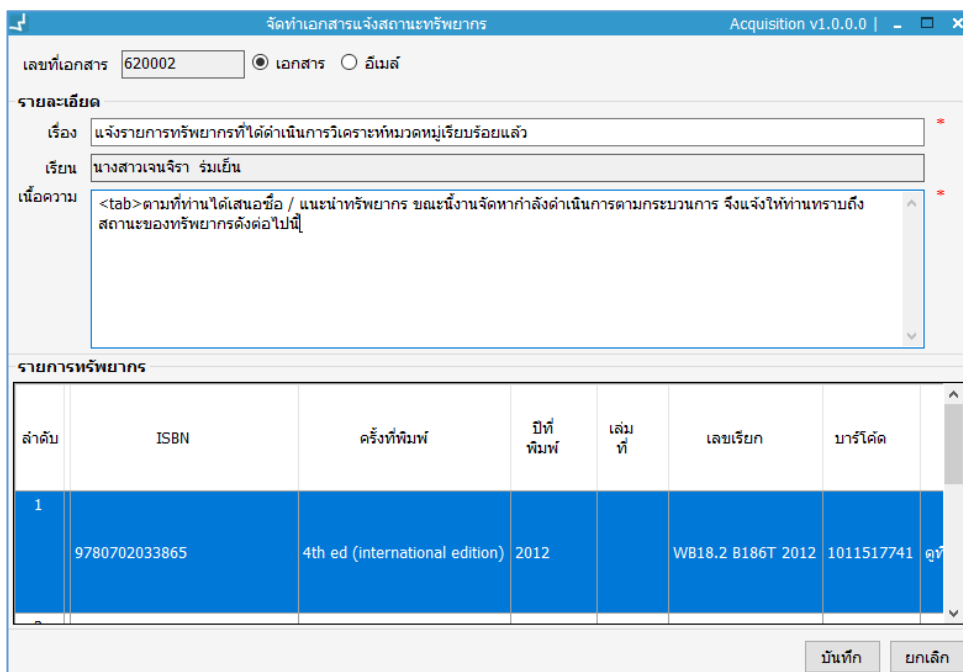 จัดทำเอกสารแจ้งสถานะทรัพยากร Acquisition v1.0.0.0 |
เลขที่เอกสาร 620002 เอกสาร อีเมล์
รายละเอียด
เรื่อง แจ้งรายการทรัพยากรที่ได้ดำเนินการวิเคราะห์หมวดหมู่เรียบร้อยแล้ว *
เรียน นางสาวเจนจิรา ร่มเย็น
เนื้อความ <tab>ตามที่ท่านได้เสนอซื้อ / แนะนำทรัพยากร ขณะนี้งานจัดหากำลังดำเนินการตามกระบวนการ จึงแจ้งให้ท่านทราบถึง *
สถานะของทรัพยากรดังต่อไปนี้
รายการทรัพยากร
ลำดับ ISBN ครั้งที่พิมพ์ ปีที่ เล่ม เลขเรียก บาร์โค้ด
พิมพ์ ที่
1
9780702033865 4th ed (international edition) 2012 WB18.2 B186T 2012 1011517741
บันทึก ยกเลิก